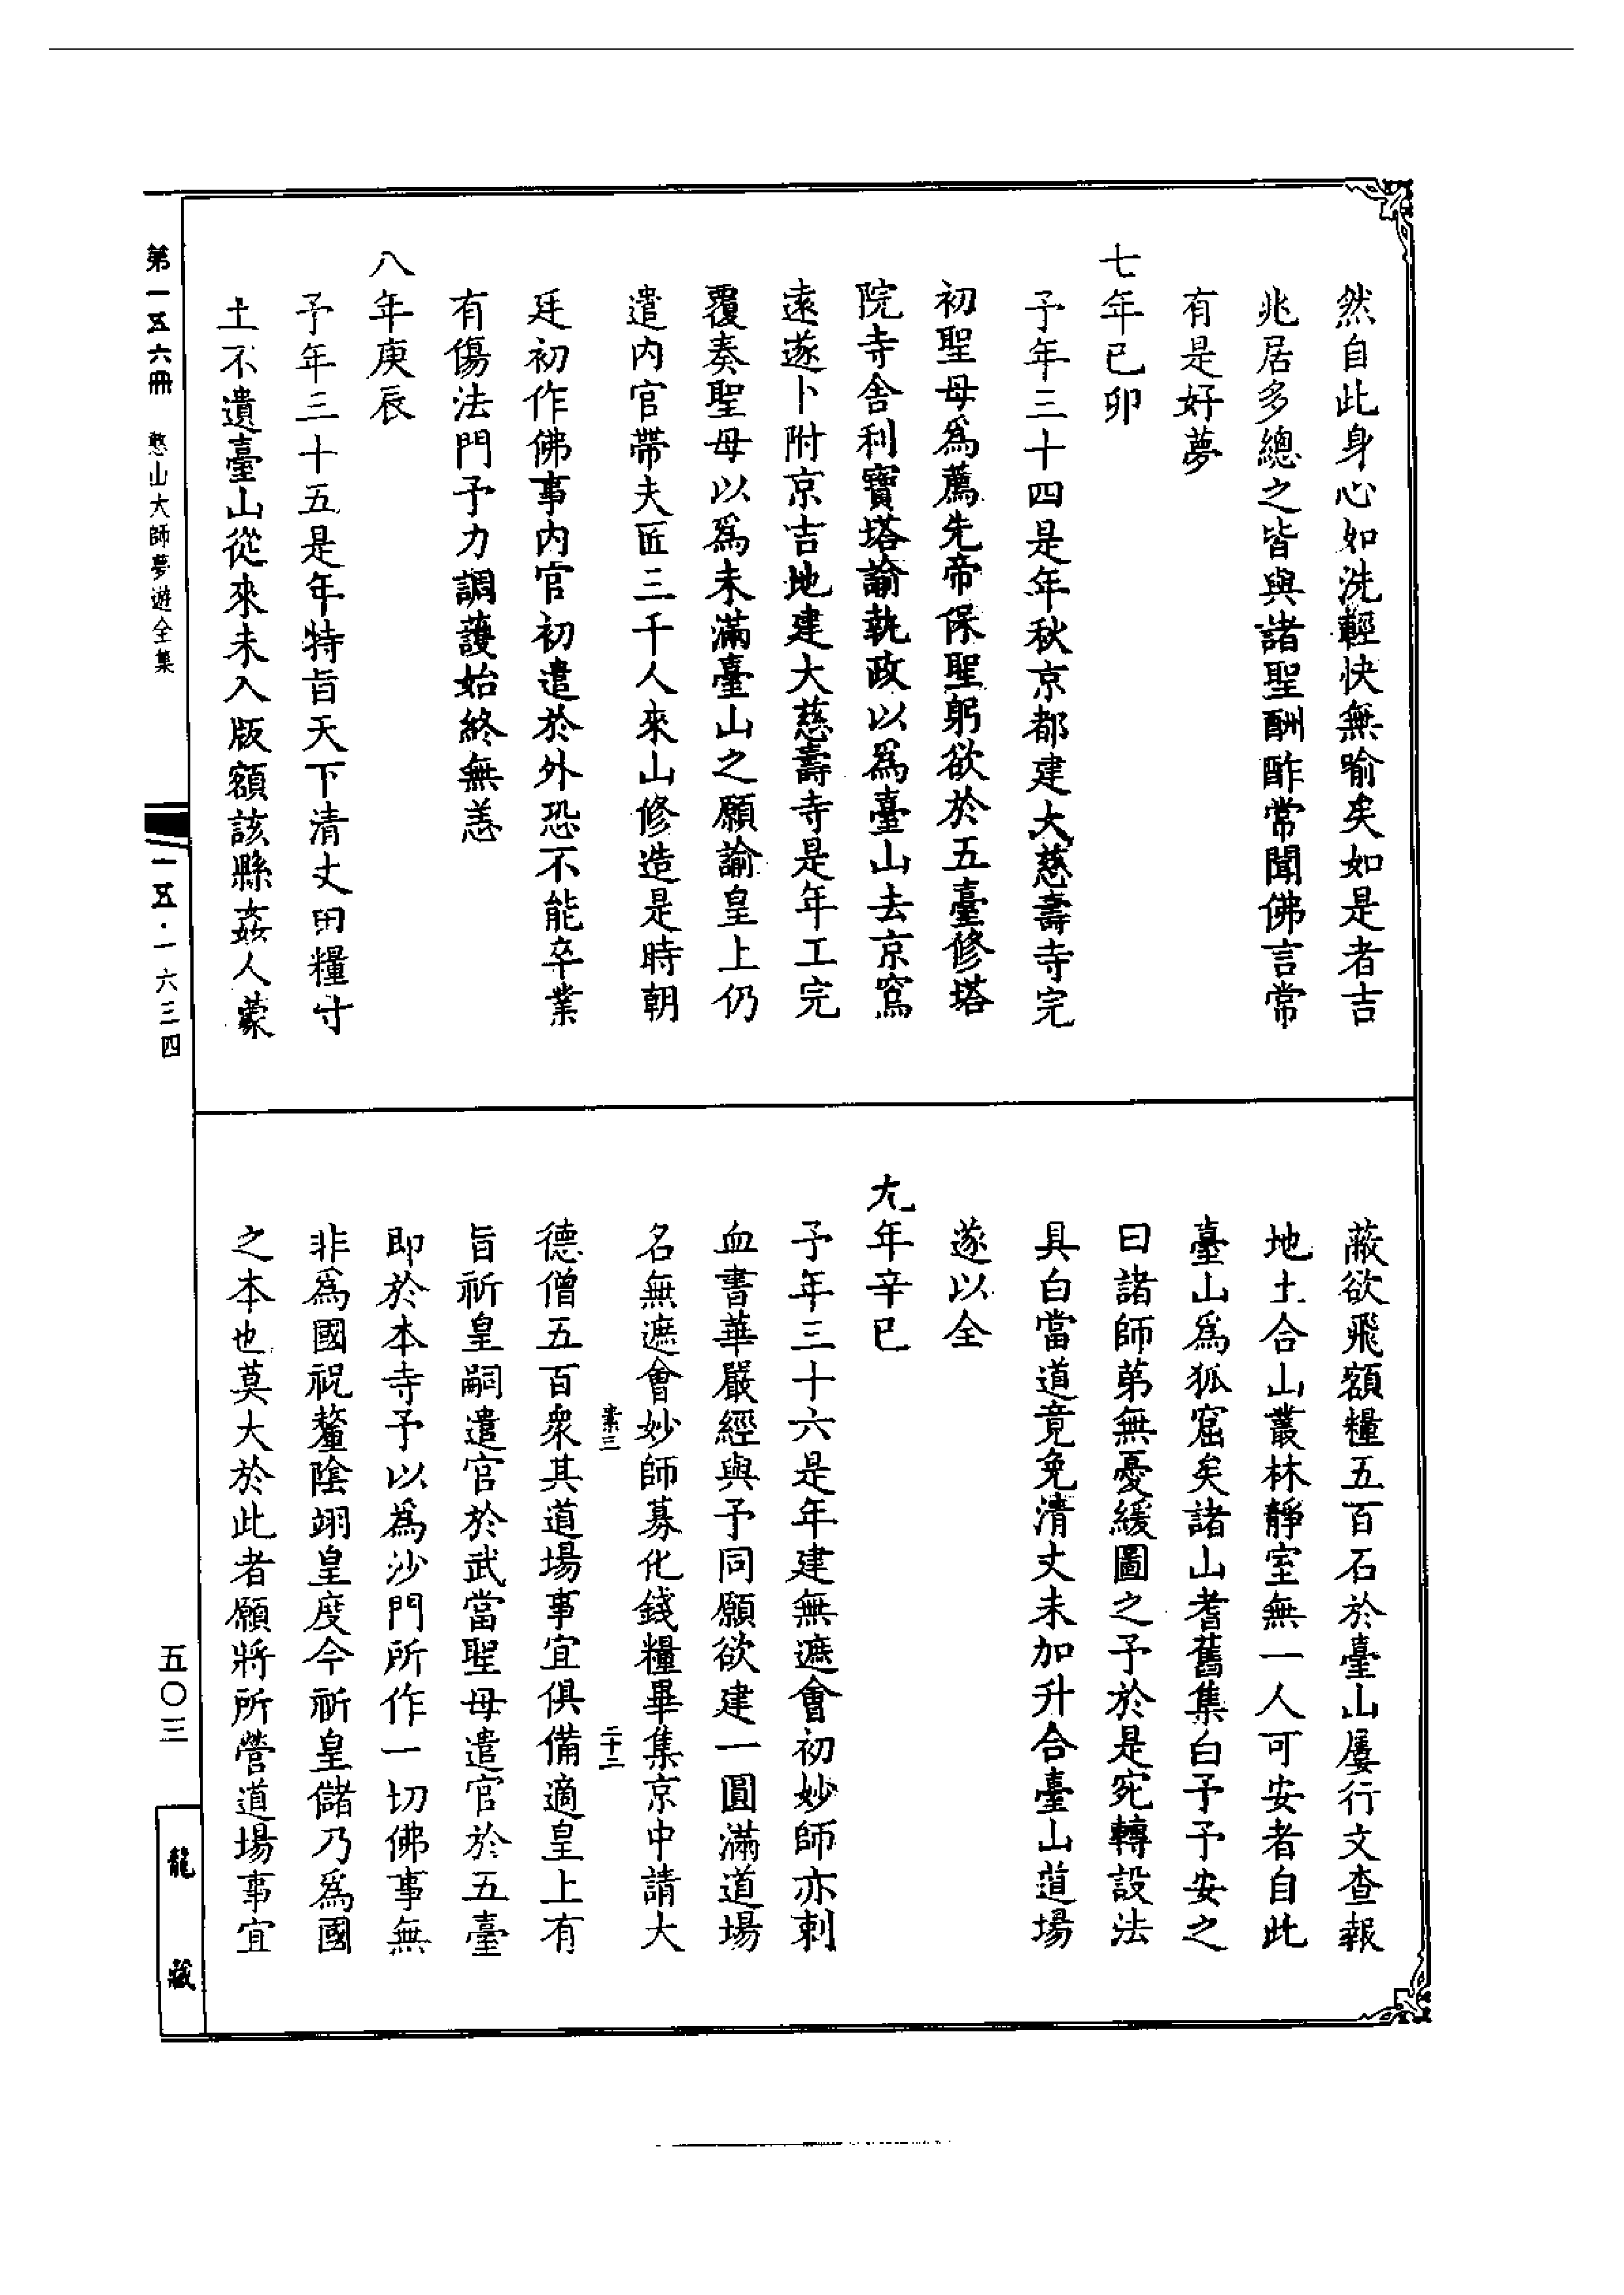 然自此身心如洗輕快無喻矣如是者吉
兆居多總之皆與諸聖酬酢常聞佛言常
有是好夢
七年已卯
予年三十四是年秋京都建大慈壽寺完
初聖母爲薦先帝保聖躬欲於五臺修塔
院寺舍利寶塔諭執政以爲臺山去京窵
遠遂卜附京吉地建大慈壽寺是年工完
覆奏聖母以爲未滿臺山之願諭皇上仍
遣内官帶夫匠三千人來山修造是時朝
廷初作佛事内官初遣於外恐不能卒業
有傷法門予力調護始終無恙
八年庚辰
予年三十五是年特旨天下清丈田糧寸
土不遺臺山從來未入版額該縣姦人蒙
蔽欲飛額糧五百石於臺山屢行文查報
地土合山叢林靜室無一人可安者自此
臺山爲狐窟矣諸山耆舊集白予予安之
曰諸師弟無憂緩圖之予於是宛轉設法
具白當道竟免清丈未加升合臺山道場
遂以全
九年辛巳
予年三十六是年建無遮會初妙師亦刺
血書華嚴經與予同願欲建一圓滿道場
名無遮會妙師募化錢糧畢集京中請大
素三 二十二
德僧五百衆其道場事宜俱備適皇上有
旨祈皇嗣遣官於武當聖母遣官於五臺
即於本寺予以爲沙門所作一切佛事無
非爲國祝釐陰翊皇度今祈皇儲乃爲國
之本也莫大於此者願將所營道場事宜
第一五六冊 憨山大師夢遊全集
一五·一六三四
五〇三
龍藏